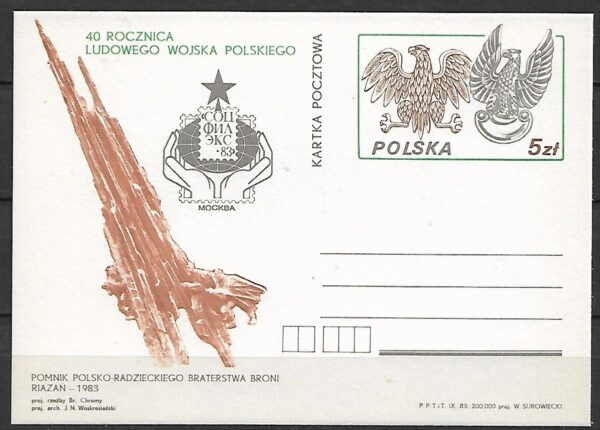 40 ROCZNICA
LUDOWEGO WOJSKA POLSKIEGO
СОЦ
ФИЛ
ЭКС
·83·
МОСКВА
KARTKA POCZTOWA
POLSKA
5zł
POMNIK POLSKO-RADZIECKIEGO BRATERSTWA BRONI
RIAZAŃ – 1983
proj. rzeźby Br. Chromy
proj. arch. J. N. Woskresieński
P.P.T.i T. IX. 83. 200.000 proj. W. SUROWIECKI